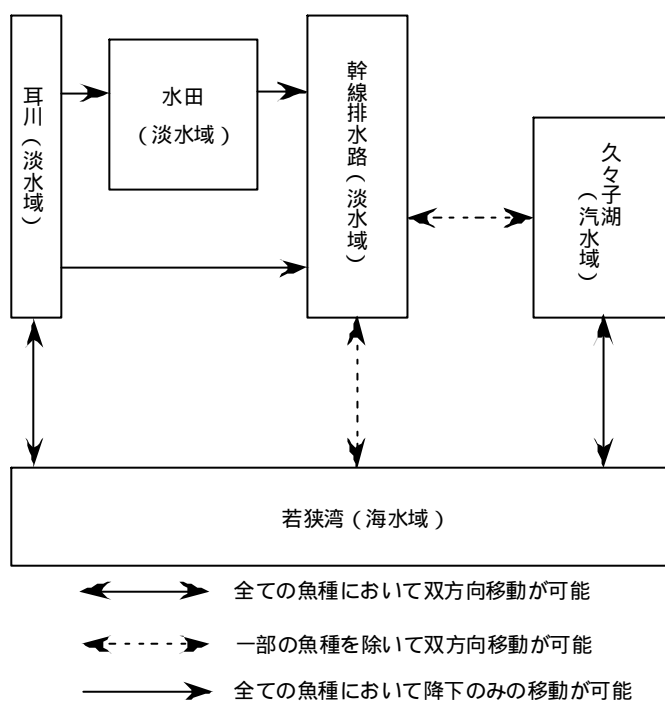 耳川(淡水域)
水田
(淡水域)
幹線排水路(淡水域)
久々子湖
(汽水域)
若狭湾(海水域)
全ての魚種において双方向移動が可能
一部の魚種を除いて双方向移動が可能
全ての魚種において降下のみの移動が可能